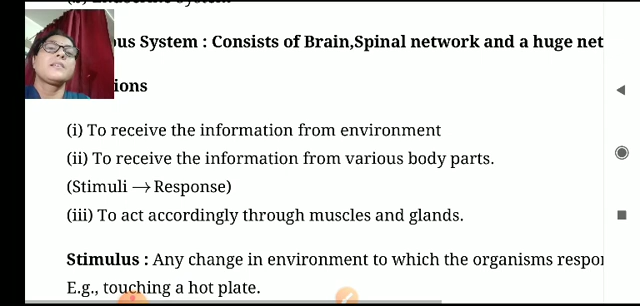 ous System : Consists of Brain,Spinal network and a huge net
ions
(i) To receive the information from environment
(ii) To receive the information from various body parts.
(Stimuli → Response)
(iii) To act accordingly through muscles and glands.
Stimulus : Any change in environment to which the organisms respon
E.g., touching a hot plate.